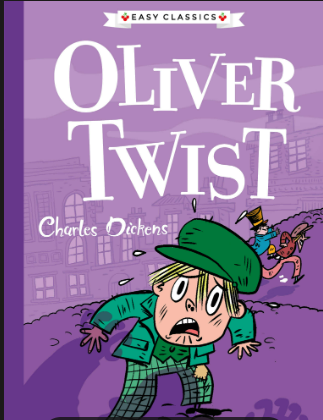 EASY CLASSICS
OLIVER
TWIST
Charles Dickens